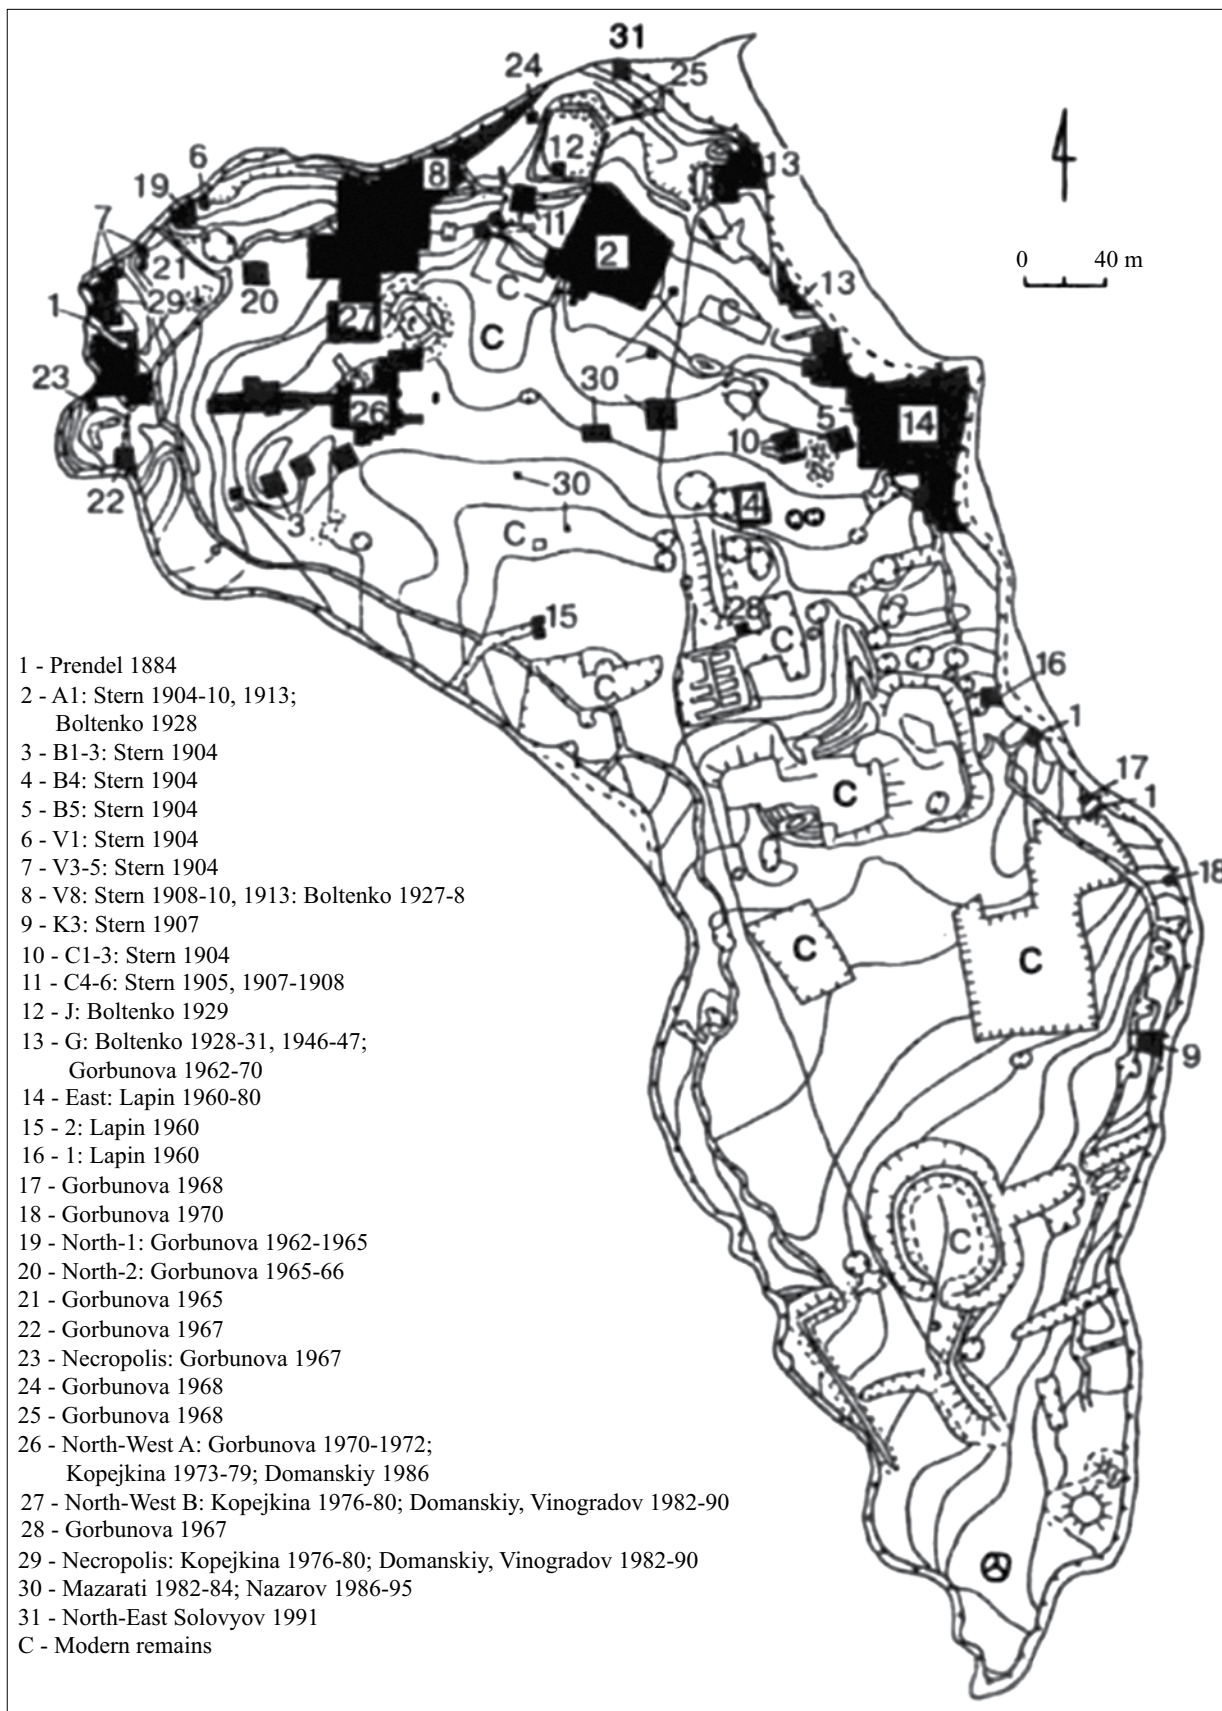 31
24
25
12
13
8
6
19
11
7
2
21
20
29
C
C
13
1
27
C
30
23
26
5
14
10
22
3
30
4
C
15
28
C
C
16
1
17
1
C
18
C
C
9
C
0 40 m
1 - Prendel 1884
2 - A1: Stern 1904-10, 1913;
Boltenko 1928
3 - B1-3: Stern 1904
4 - B4: Stern 1904
5 - B5: Stern 1904
6 - V1: Stern 1904
7 - V3-5: Stern 1904
8 - V8: Stern 1908-10, 1913: Boltenko 1927-8
9 - K3: Stern 1907
10 - C1-3: Stern 1904
11 - C4-6: Stern 1905, 1907-1908
12 - J: Boltenko 1929
13 - G: Boltenko 1928-31, 1946-47;
Gorbunova 1962-70
14 - East: Lapin 1960-80
15 - 2: Lapin 1960
16 - 1: Lapin 1960
17 - Gorbunova 1968
18 - Gorbunova 1970
19 - North-1: Gorbunova 1962-1965
20 - North-2: Gorbunova 1965-66
21 - Gorbunova 1965
22 - Gorbunova 1967
23 - Necropolis: Gorbunova 1967
24 - Gorbunova 1968
25 - Gorbunova 1968
26 - North-West A: Gorbunova 1970-1972;
Kopejkina 1973-79; Domanskiy 1986
27 - North-West B: Kopejkina 1976-80; Domanskiy, Vinogradov 1982-90
28 - Gorbunova 1967
29 - Necropolis: Kopejkina 1976-80; Domanskiy, Vinogradov 1982-90
30 - Mazarati 1982-84; Nazarov 1986-95
31 - North-East Solovyov 1991
C - Modern remains